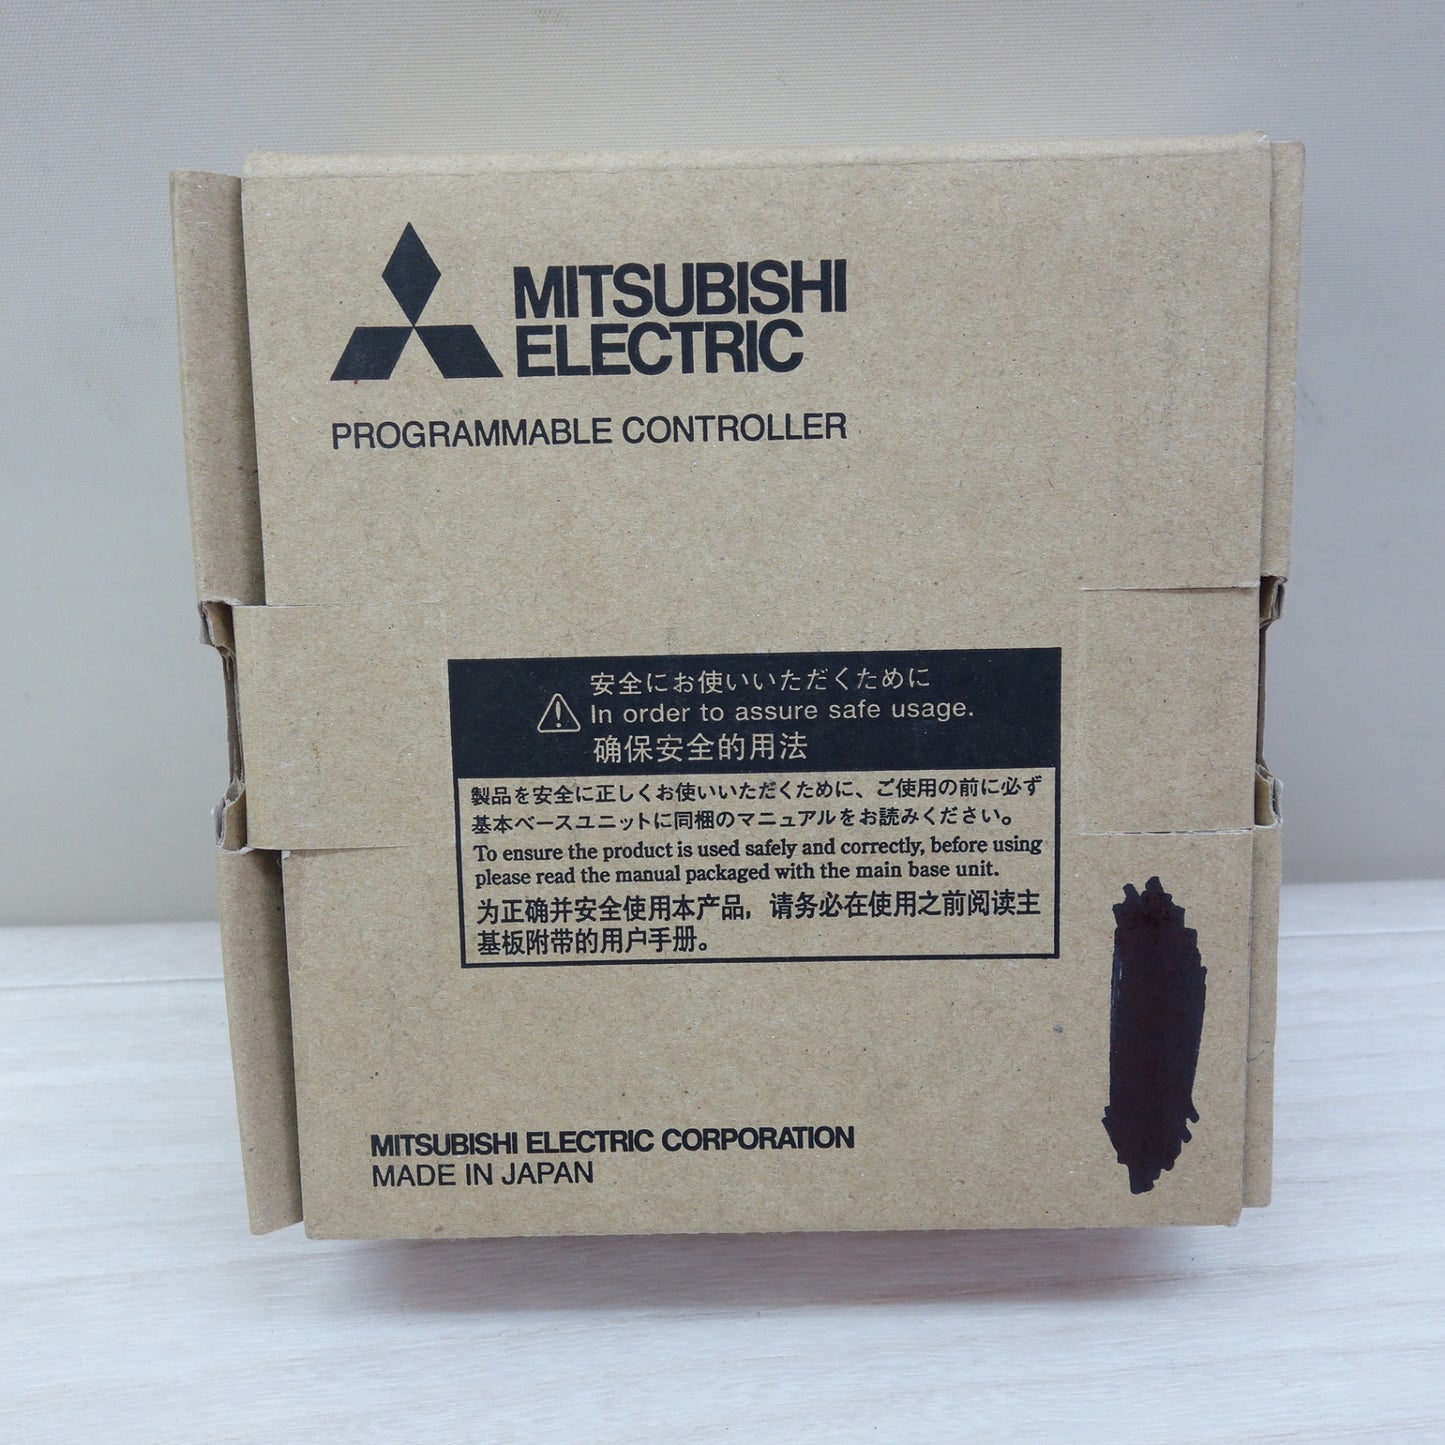 MITSUBISHI
ELECTRIC
PROGRAMMABLE CONTROLLER
安全にお使いいただくために
In order to assure safe usage.
确保安全的用法
製品を安全に正しくお使いいただくために、ご使用の前に必ず
基本ベースユニットに同梱のマニュアルをお読みください。
To ensure the product is used safely and correctly, before using
please read the manual packaged with the main base unit.
为正确并安全使用本产品，请务必在使用之前阅读主
基板附带的用户手册。
MITSUBISHI ELECTRIC CORPORATION
MADE IN JAPAN